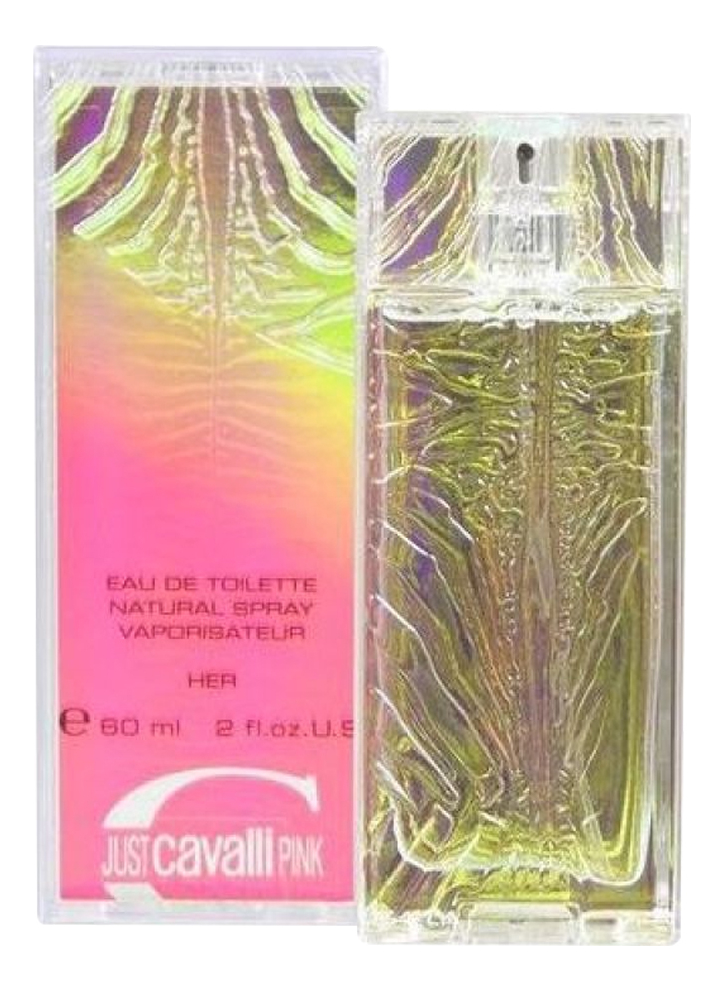 EAU DE TOILETTE
NATURAL SPRAY
VAPORISATEUR
HER
e 60 ml 2 fl.oz.U.S
JUST cavalli PINK